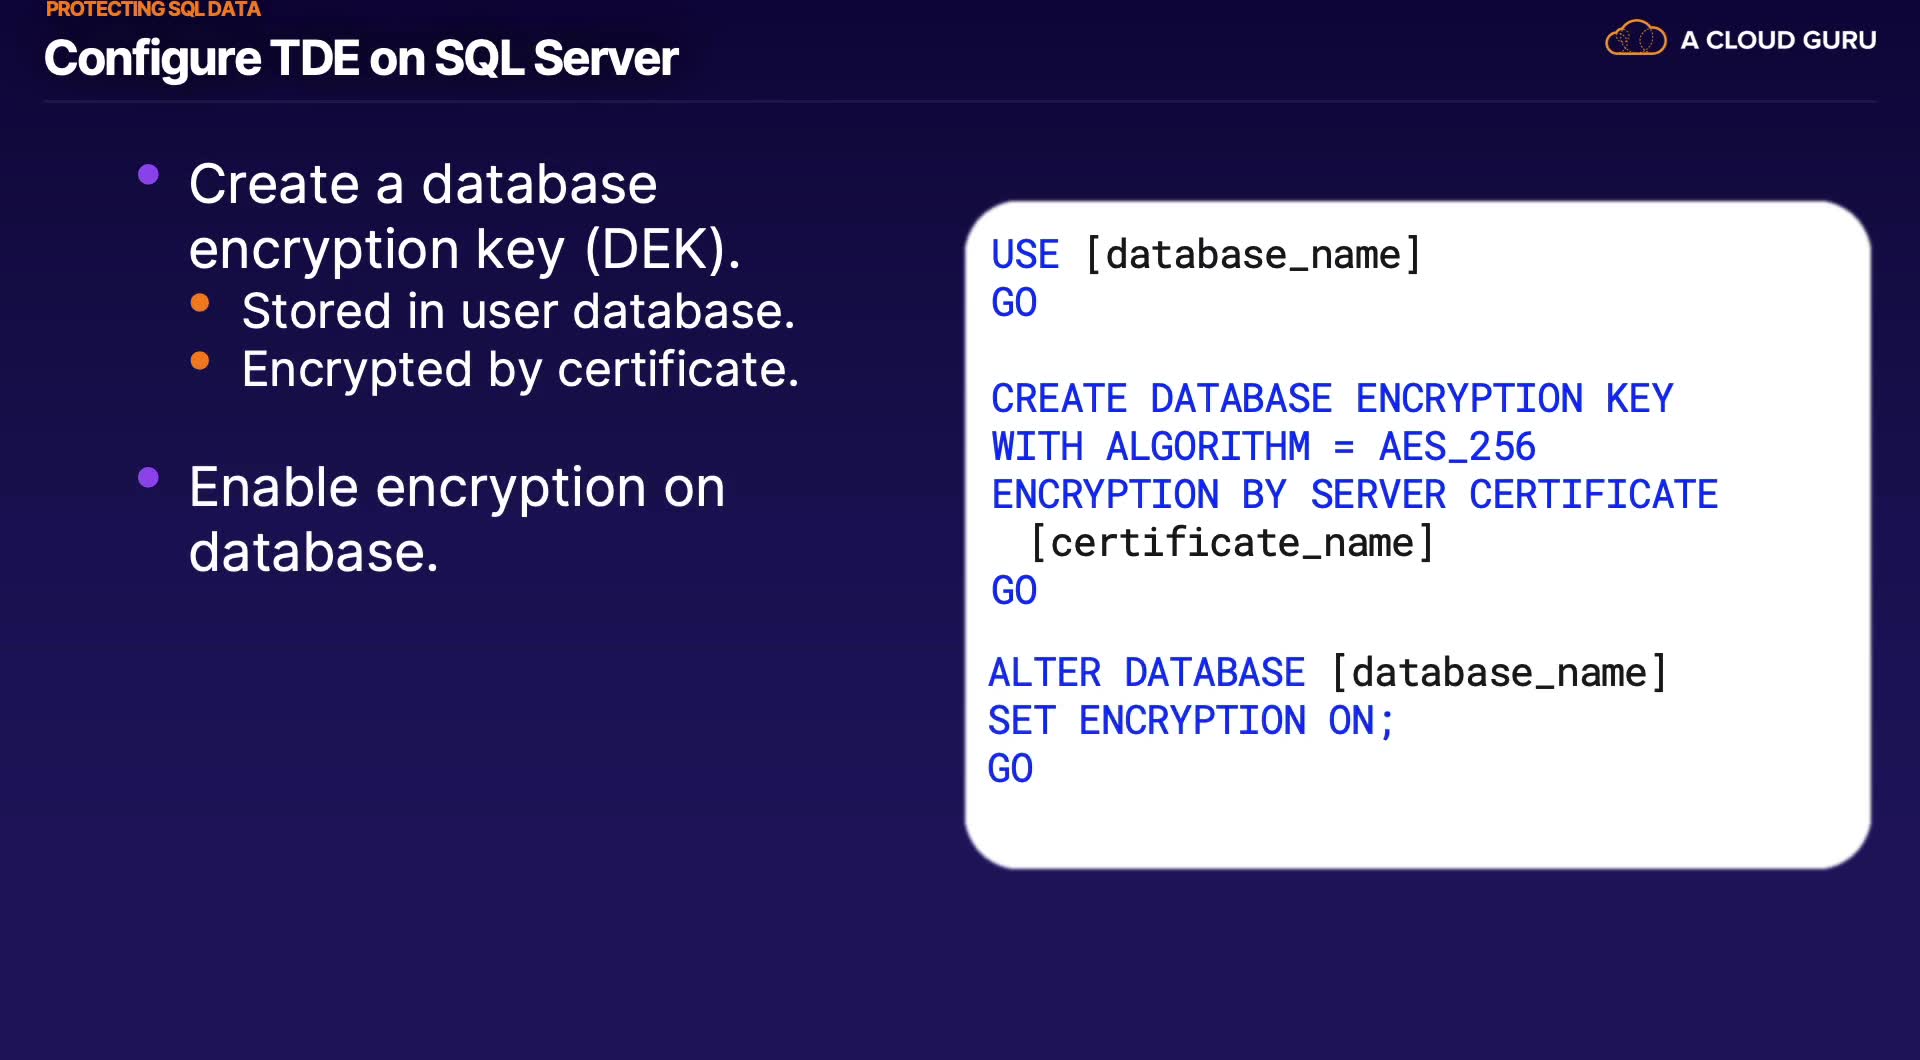 PROTECTING SQL DATA
Configure TDE on SQL Server
A CLOUD GURU
Create a database
encryption key (DEK).
Stored in user database.
Encrypted by certificate.
Enable encryption on
database.
USE [database_name]
GO
CREATE DATABASE ENCRYPTION KEY
WITH ALGORITHM = AES_256
ENCRYPTION BY SERVER CERTIFICATE
[certificate_name]
GO
ALTER DATABASE [database_name]
SET ENCRYPTION ON;
GO